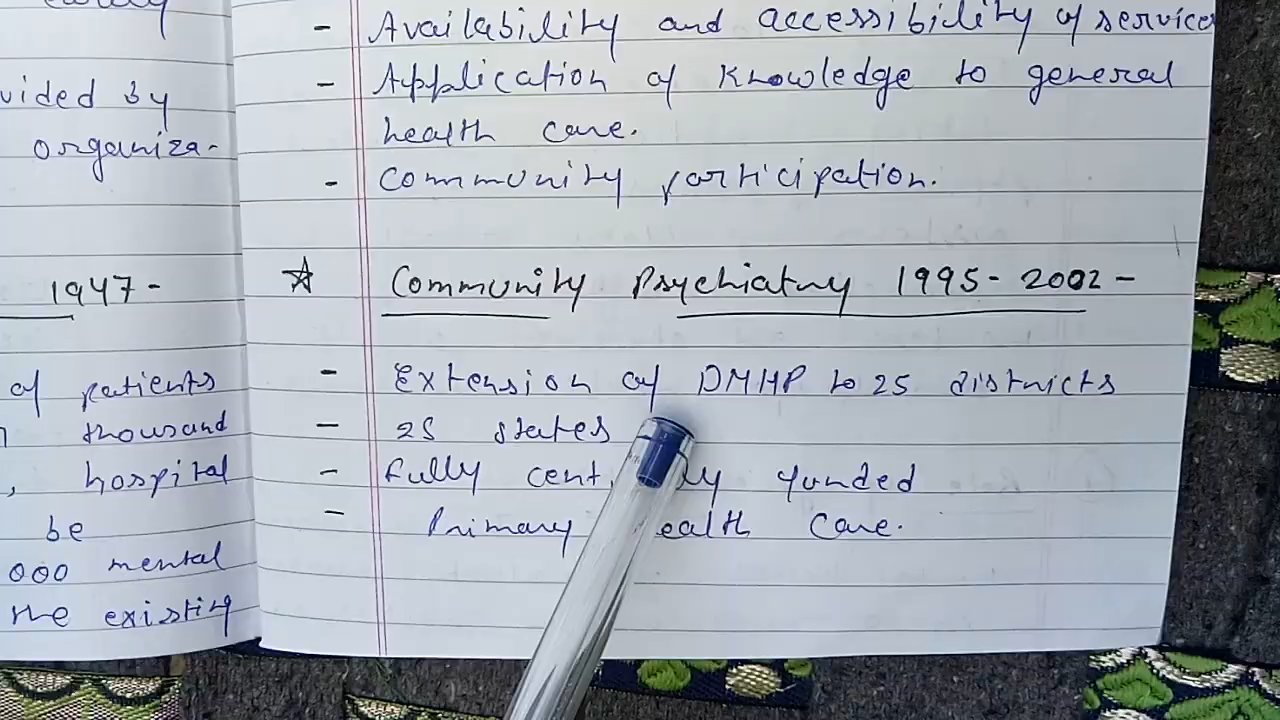 vided by
organiza-
1947-
of patients
thousand
, hospital
be
000 mental
the existing
- Availability and accessibility of service
- Application of knowledge to general
health care.
- Community participation.
☆ Community Psychiatry 1995-2002-
- Extension of DMHP to 25 districts
- 25 states
- Fully funded
- Primary care.